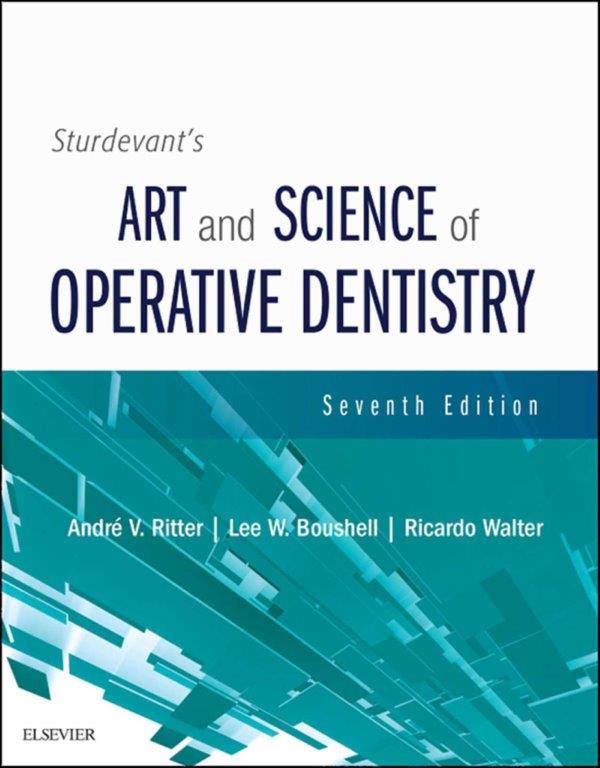 Sturdevant's
ART and SCIENCE of
OPERATIVE DENTISTRY
Seventh Edition
André V. Ritter | Lee W. Boushell | Ricardo Walter
ELSEVIER